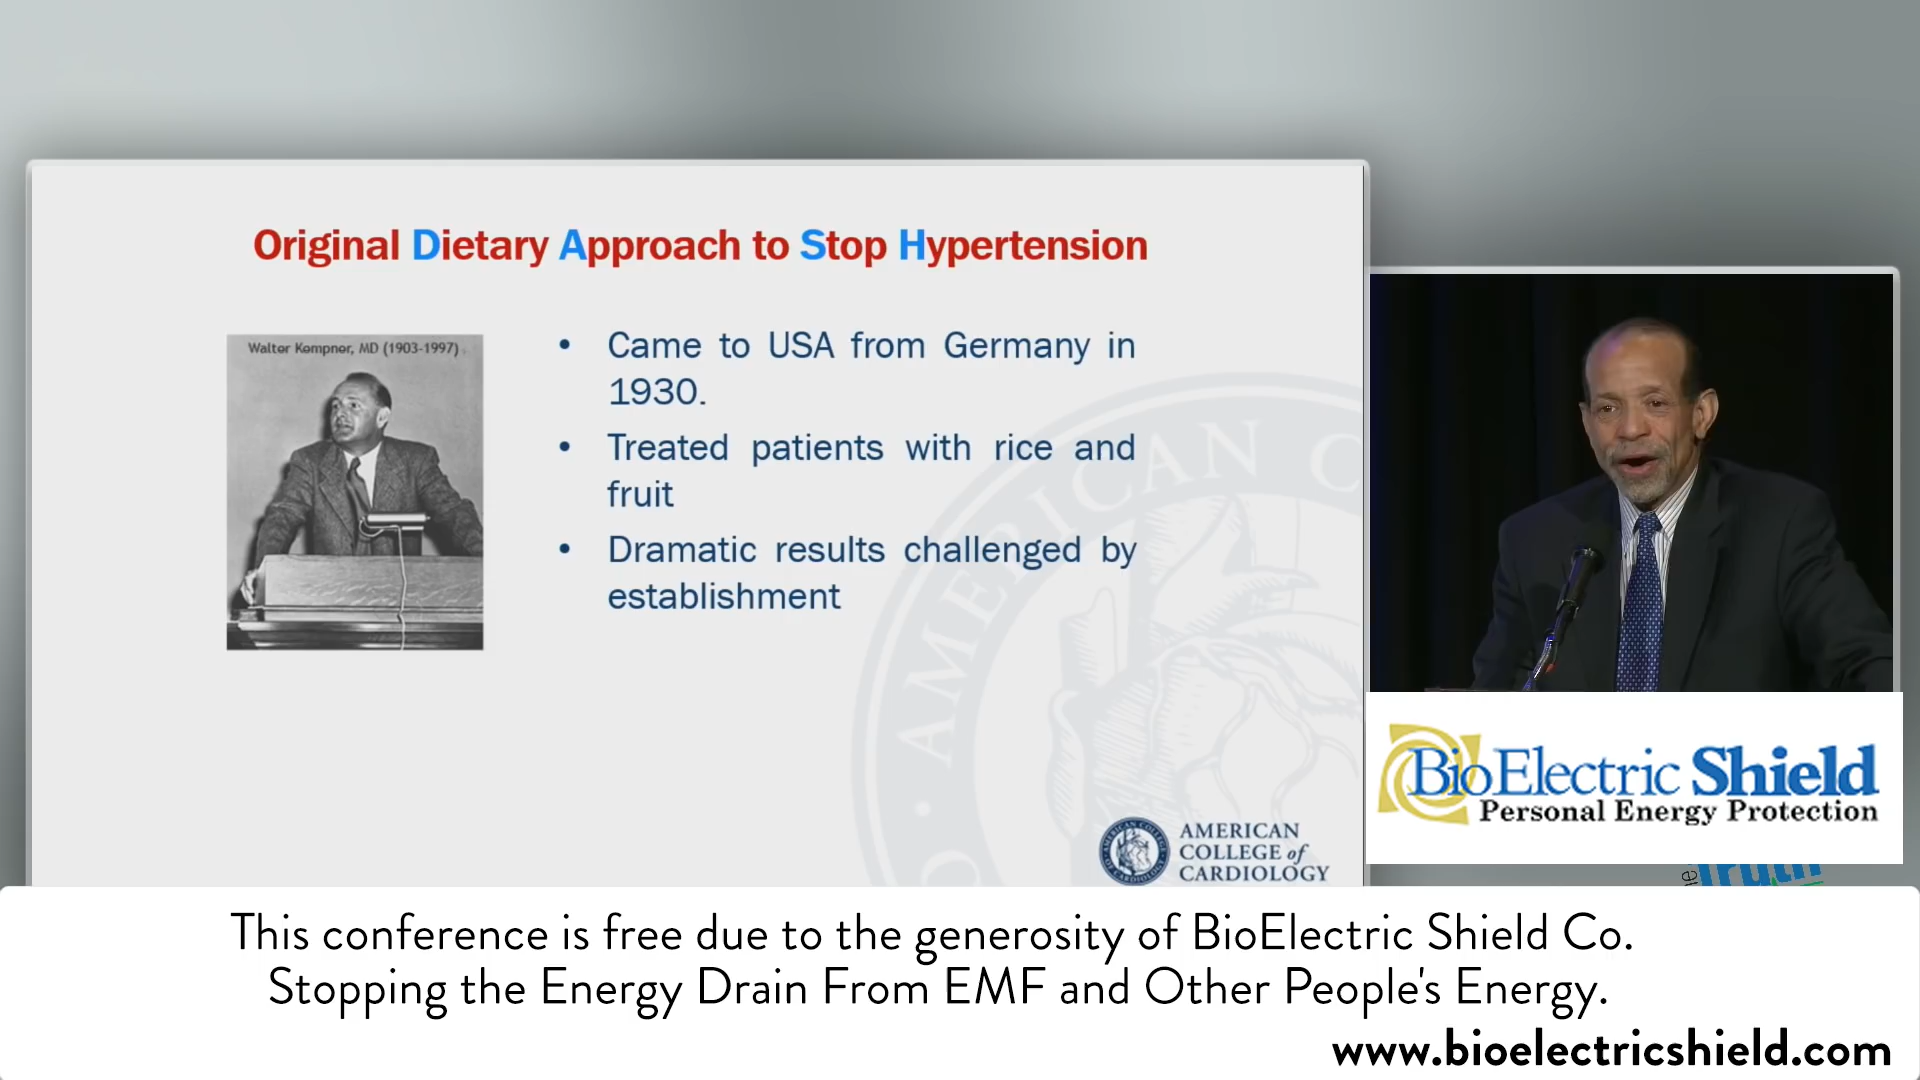 Original Dietary Approach to Stop Hypertension
Walter Kempner, MD (1903-1997)
• Came to USA from Germany in
1930.
• Treated patients with rice and
fruit
• Dramatic results challenged by
establishment
AMERICAN C
AMERICAN
COLLEGE of
CARDIOLOGY
BioElectric Shield
Personal Energy Protection
Truth
This conference is free due to the generosity of BioElectric Shield Co.
Stopping the Energy Drain From EMF and Other People's Energy.
www.bioelectricshield.com